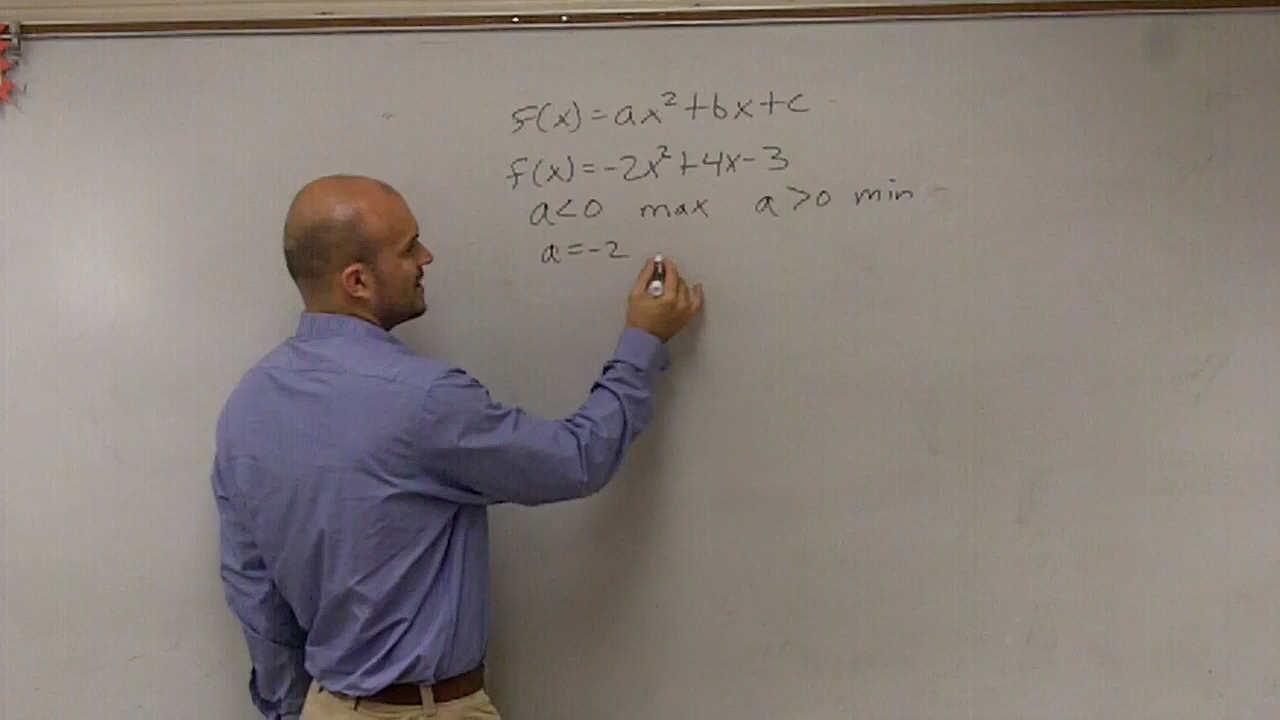 f(x)=ax²+bx+c
f(x)=-2x²+4x-3
a<0 max a>0 min
a=-2